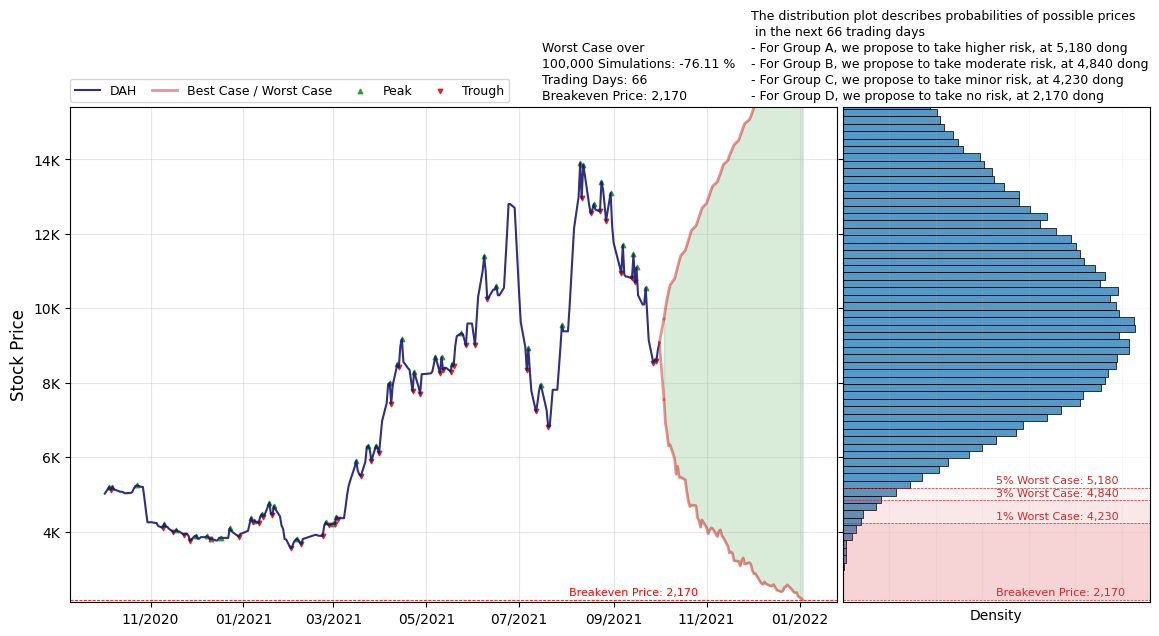 The distribution plot describes probabilities of possible prices
in the next 66 trading days
- For Group A, we propose to take higher risk, at 5,180 dong
- For Group B, we propose to take moderate risk, at 4,840 dong
- For Group C, we propose to take minor risk, at 4,230 dong
- For Group D, we propose to take no risk, at 2,170 dong
Worst Case over
100,000 Simulations: -76.11 %
Trading Days: 66
Breakeven Price: 2,170
DAH
Best Case / Worst Case
Peak
Trough
Stock Price
14K
12K
10K
8K
6K
4K
Breakeven Price: 2,170
11/2020
01/2021
3/2021
05/2021
07/2021
09/2021
11/2021
01/2022
5% Worst Case: 5,180
3% Worst Case: 4,840
1% Worst Case: 4,230
Breakeven Price: 2,170
Density